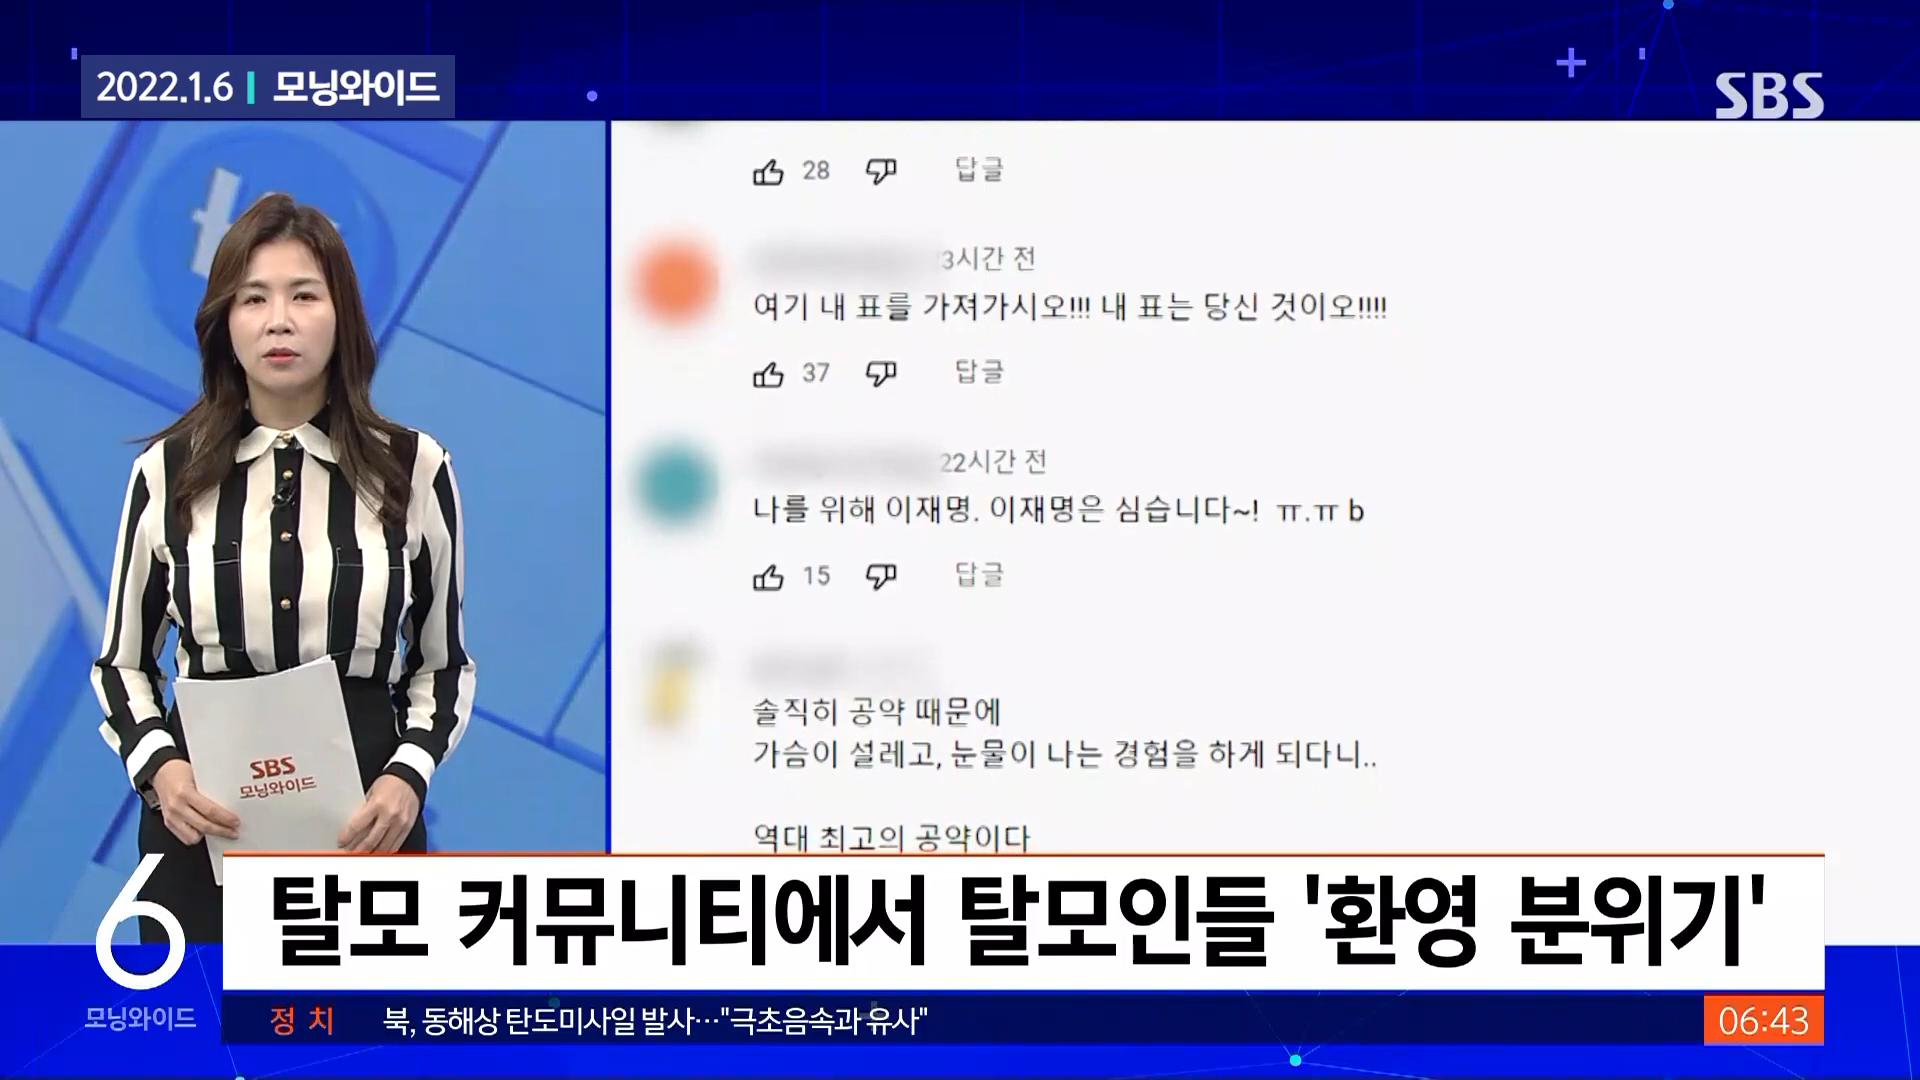 2022.1.6 | 모닝와이드
SBS
28 답글
3시간 전
여기 내 표를 가져가시오!!! 내 표는 당신 것이오!!!!
37 답글
22시간 전
나를 위해 이재명. 이재명은 심습니다~! ㅠ.ㅠ b
15 답글
솔직히 공약 때문에
가슴이 설레고, 눈물이 나는 경험을 하게 되다니..
역대 최고의 공약이다
SBS
모닝와이드
탈모 커뮤니티에서 탈모인들 '환영 분위기'
6
모닝와이드
정치 북, 동해상 탄도미사일 발사…"극초음속과 유사"
06:43